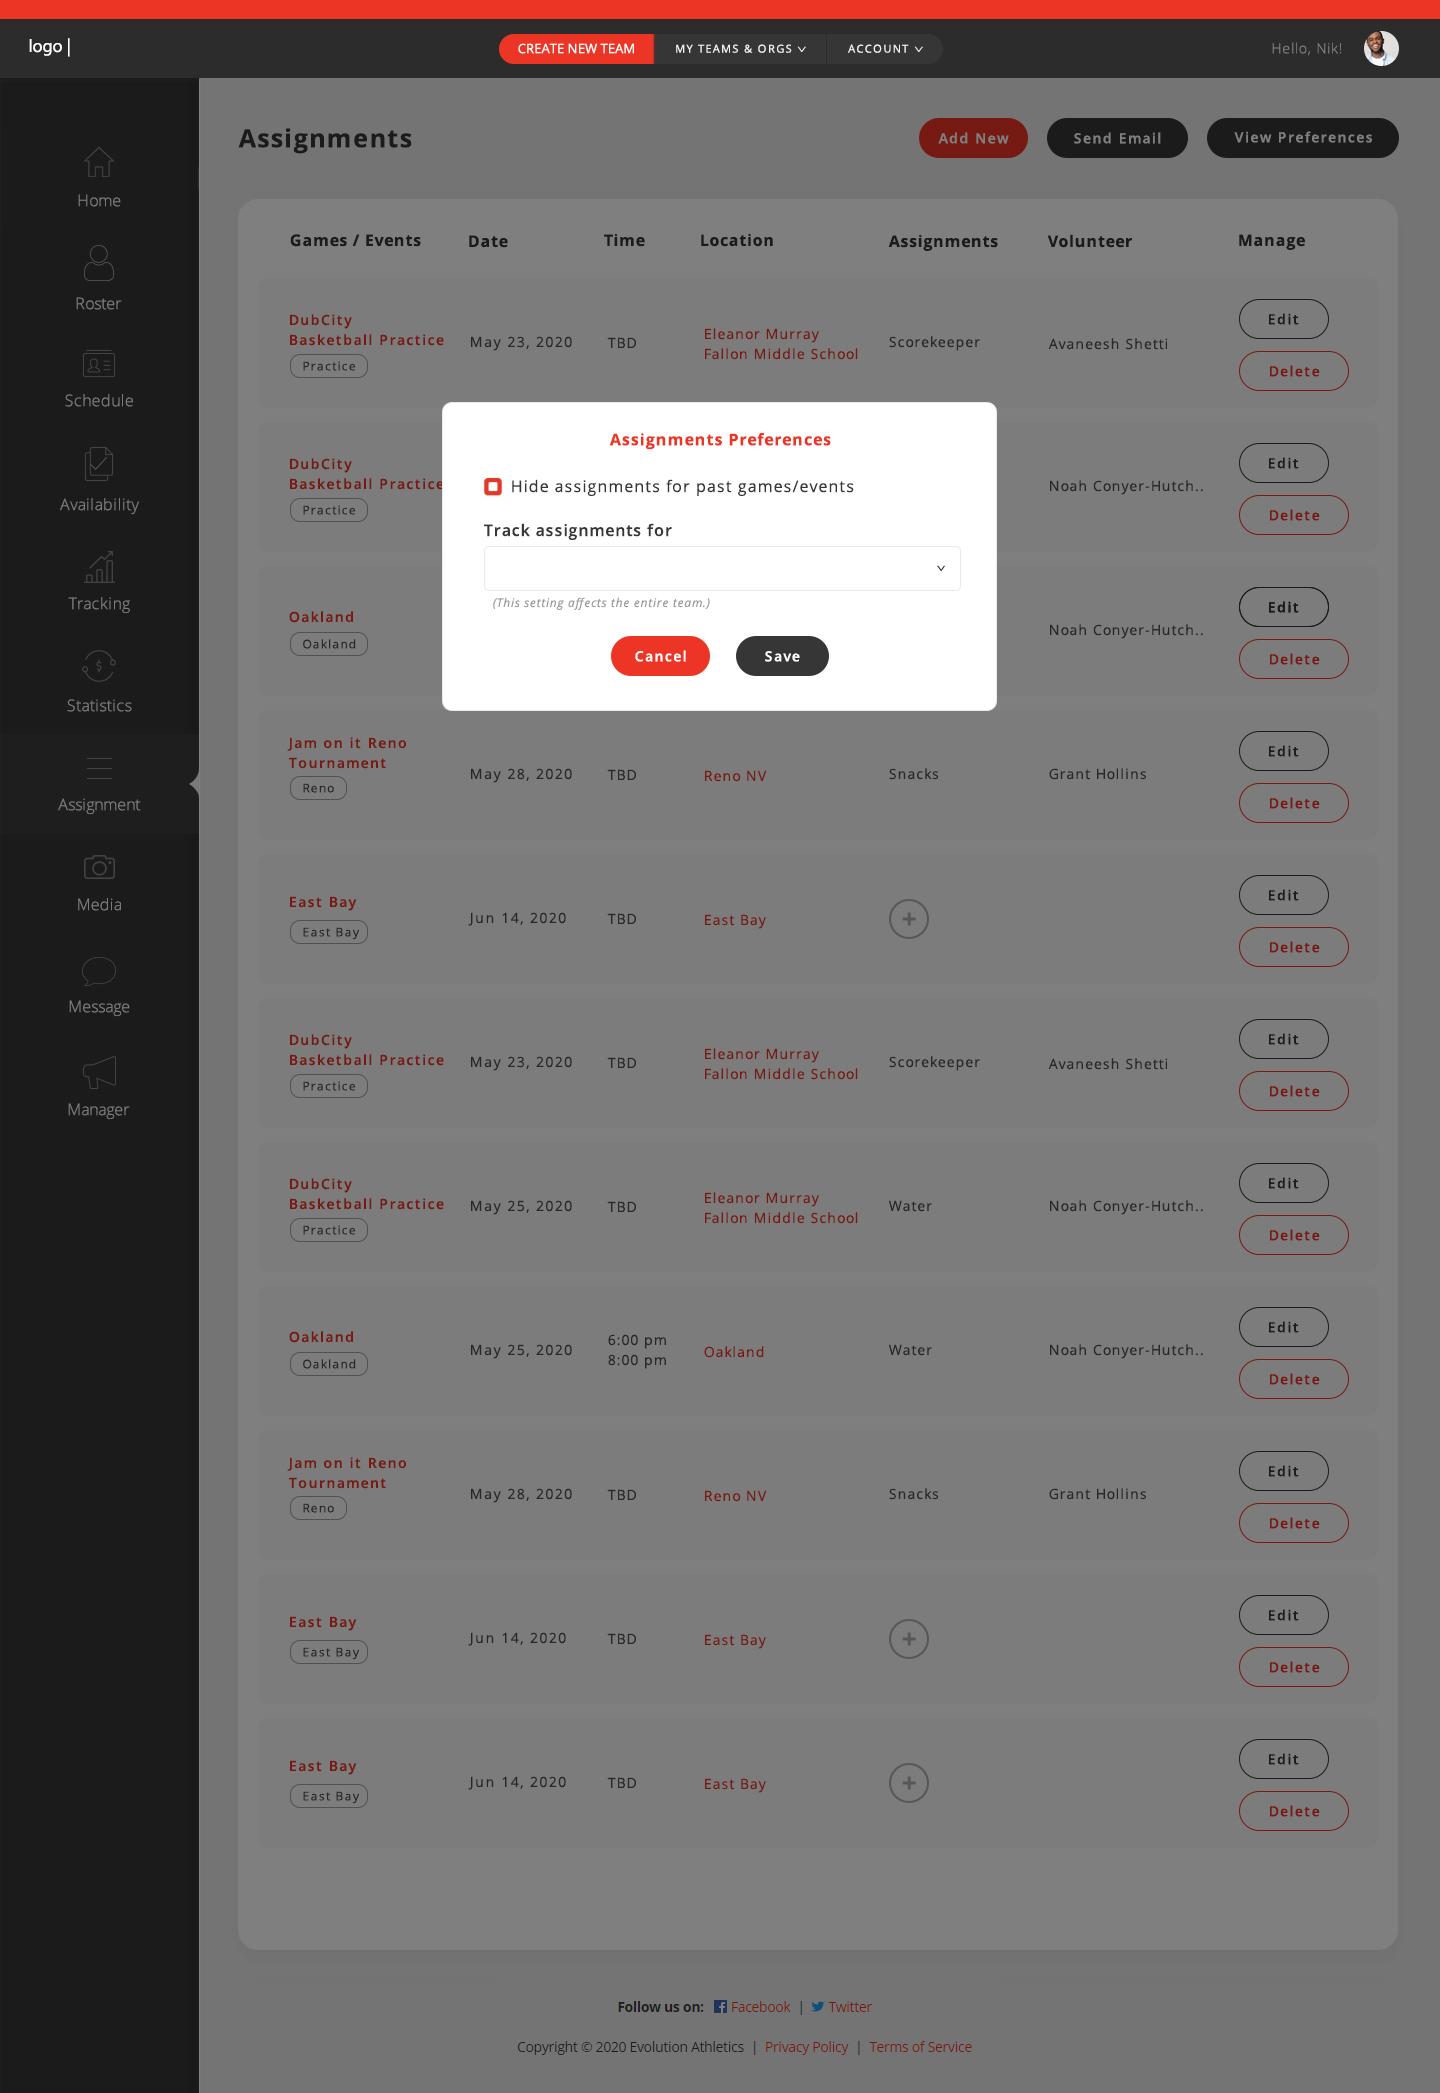 logo |
CREATE NEW TEAM
MY TEAMS & ORGS
ACCOUNT
Hello, Nik!
Home
Roster
Schedule
Availability
Tracking
Statistics
Assignment
Media
Message
Manager
Assignments
Add New
Send Email
View Preferences
Games / Events Date Time Location Assignments Volunteer Manage
DubCity
Basketball Practice
Practice
May 23, 2020
TBD
Eleanor Murray
Fallon Middle School
Scorekeeper
Avaneesh Shetti
Edit
Delete
DubCity
Basketball Practice
Practice
Noah Conyer-Hutch..
Edit
Delete
Oakland
Oakland
Noah Conyer-Hutch..
Edit
Delete
Assignments Preferences
Hide assignments for past games/events
Track assignments for
(This setting affects the entire team.)
Cancel
Save
Jam on it Reno
Tournament
Reno
May 28, 2020
TBD
Reno NV
Snacks
Grant Hollins
Edit
Delete
East Bay
East Bay
Jun 14, 2020
TBD
East Bay
Edit
Delete
DubCity
Basketball Practice
Practice
May 23, 2020
TBD
Eleanor Murray
Fallon Middle School
Scorekeeper
Avaneesh Shetti
Edit
Delete
DubCity
Basketball Practice
Practice
May 25, 2020
TBD
Eleanor Murray
Fallon Middle School
Water
Noah Conyer-Hutch..
Edit
Delete
Oakland
Oakland
May 25, 2020
6:00 pm
8:00 pm
Oakland
Water
Noah Conyer-Hutch..
Edit
Delete
Jam on it Reno
Tournament
Reno
May 28, 2020
TBD
Reno NV
Snacks
Grant Hollins
Edit
Delete
East Bay
East Bay
Jun 14, 2020
TBD
East Bay
Edit
Delete
East Bay
East Bay
Jun 14, 2020
TBD
East Bay
Edit
Delete
Follow us on: Facebook | Twitter
Copyright © 2020 Evolution Athletics | Privacy Policy | Terms of Service